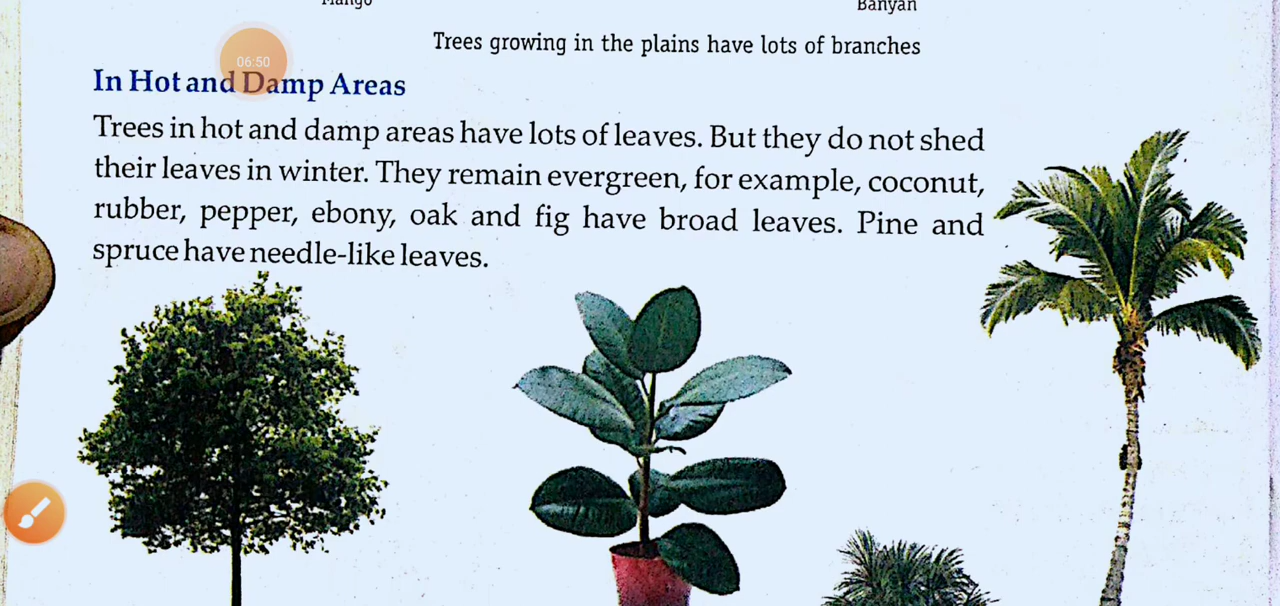 Mango
Banyan
Trees growing in the plains have lots of branches
06:50
In Hot and Damp Areas
Trees in hot and damp areas have lots of leaves. But they do not shed
their leaves in winter. They remain evergreen, for example, coconut,
rubber, pepper, ebony, oak and fig have broad leaves. Pine and
spruce have needle-like leaves.